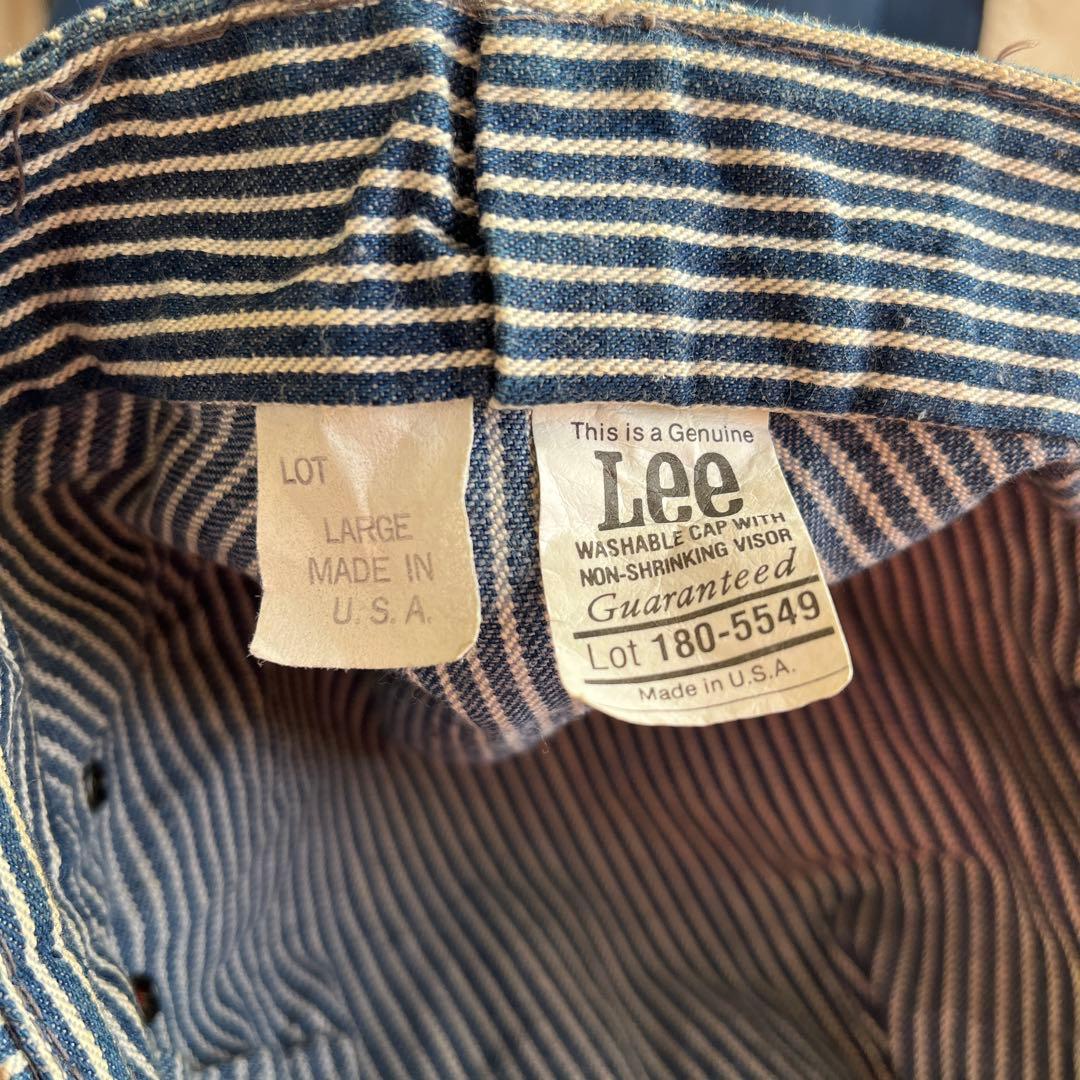 LOT
LARGE
MADE IN
U.S.A.
This is a Genuine
Lee
WASHABLE CAP WITH
NON-SHRINKING VISOR
Guaranteed
Lot 180-5549
Made in U.S.A.